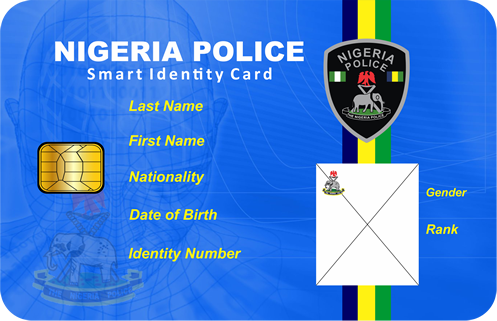 NIGERIA POLICE
Smart Identity Card
NIGERIA
POLICE
THE NIGERIA POLICE
Last Name
First Name
Nationality
Date of Birth
Identity Number
Gender
Rank